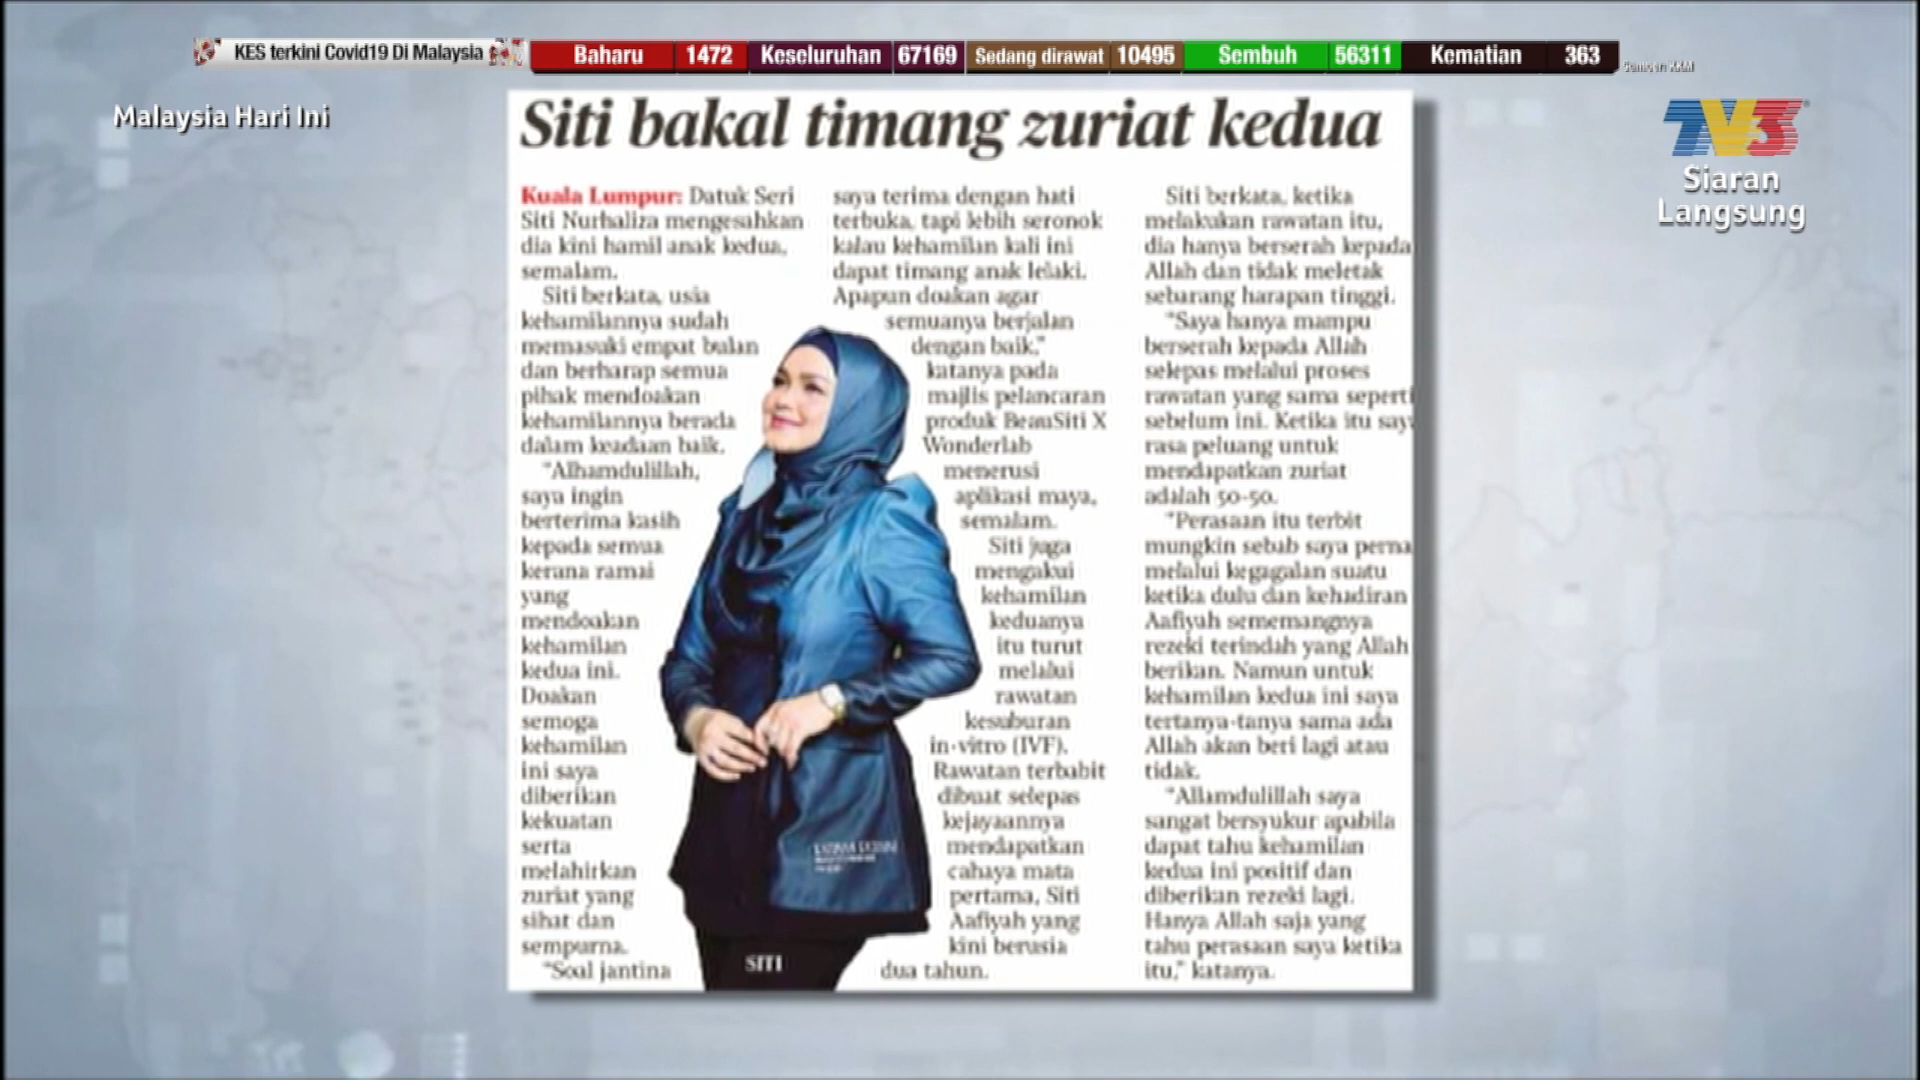 KES terkini Covid19 Di Malaysia
Baharu 1472 Keseluruhan 67169 Sedang dirawat 10495 Sembuh 56311 Kematian 363
Sumber: KKM
Malaysia Hari Ini
TV3
Siaran
Langsung
Siti bakal timang zuriat kedua
Kuala Lumpur: Datuk Seri
Siti Nurhaliza mengesahkan
dia kini hamil anak kedua,
semalam.
Siti berkata, usia
kehamilannya sudah
memasuki empat bulan
dan berharap semua
pihak mendoakan
kehamilannya berada
dalam keadaan baik.
"Alhamdulillah,
saya ingin
berterima kasih
kepada semua
kerana ramai
yang
mendoakan
kehamilan
kedua ini.
Doakan
semoga
kehamilan
ini saya
diberikan
kekuatan
serta
melahirkan
zuriat yang
sihat dan
sempurna.
"Soal jantina
saya terima dengan hati
terbuka, tapi lebih seronok
kalau kehamilan kali ini
dapat timang anak lelaki.
Apapun doakan agar
semuanya berjalan
dengan baik,"
katanya pada
majlis pelancaran
produk BeauSiti X
Wonderlab
menerusi
aplikasi maya,
semalam.
Siti juga
mengakui
kehamilan
keduanya
itu turut
melalui
rawatan
kesuburan
in-vitro (IVF).
Rawatan terbabit
dibuat selepas
kejayaannya
mendapatkan
cahaya mata
pertama, Siti
Aafiyah yang
kini berusia
dua tahun.
Siti berkata, ketika
melakukan rawatan itu,
dia hanya berserah kepada
Allah dan tidak meletak
sebarang harapan tinggi.
"Saya hanya mampu
berserah kepada Allah
selepas melalui proses
rawatan yang sama seperti
sebelum ini. Ketika itu say
rasa peluang untuk
mendapatkan zuriat
adalah 50-50.
"Perasaan itu terbit
mungkin sebab saya perna
melalui kegagalan suatu
ketika dulu dan kehadiran
Aafiyah sememangnya
rezeki terindah yang Allah
berikan. Namun untuk
kehamilan kedua ini saya
tertanya-tanya sama ada
Allah akan beri lagi atau
tidak.
"Allamdulillah saya
sangat bersyukur apabila
dapat tahu kehamilan
kedua ini positif dan
diberikan rezeki lagi.
Hanya Allah saja yang
tahu perasaan saya ketika
itu," katanya.
SITI